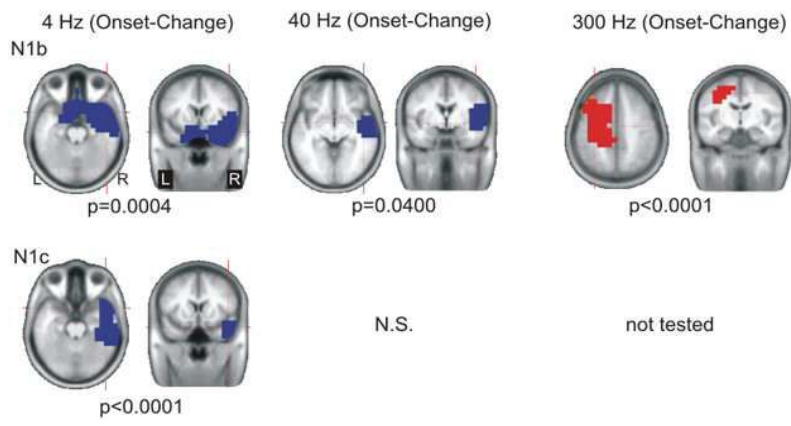 4 Hz (Onset-Change) 40 Hz (Onset-Change) 300 Hz (Onset-Change)
N1b
L R L R
p=0.0004 p=0.0400 p<0.0001
N1c
N.S. not tested
p<0.0001